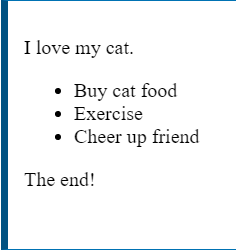 I love my cat.
• Buy cat food
• Exercise
• Cheer up friend
The end!